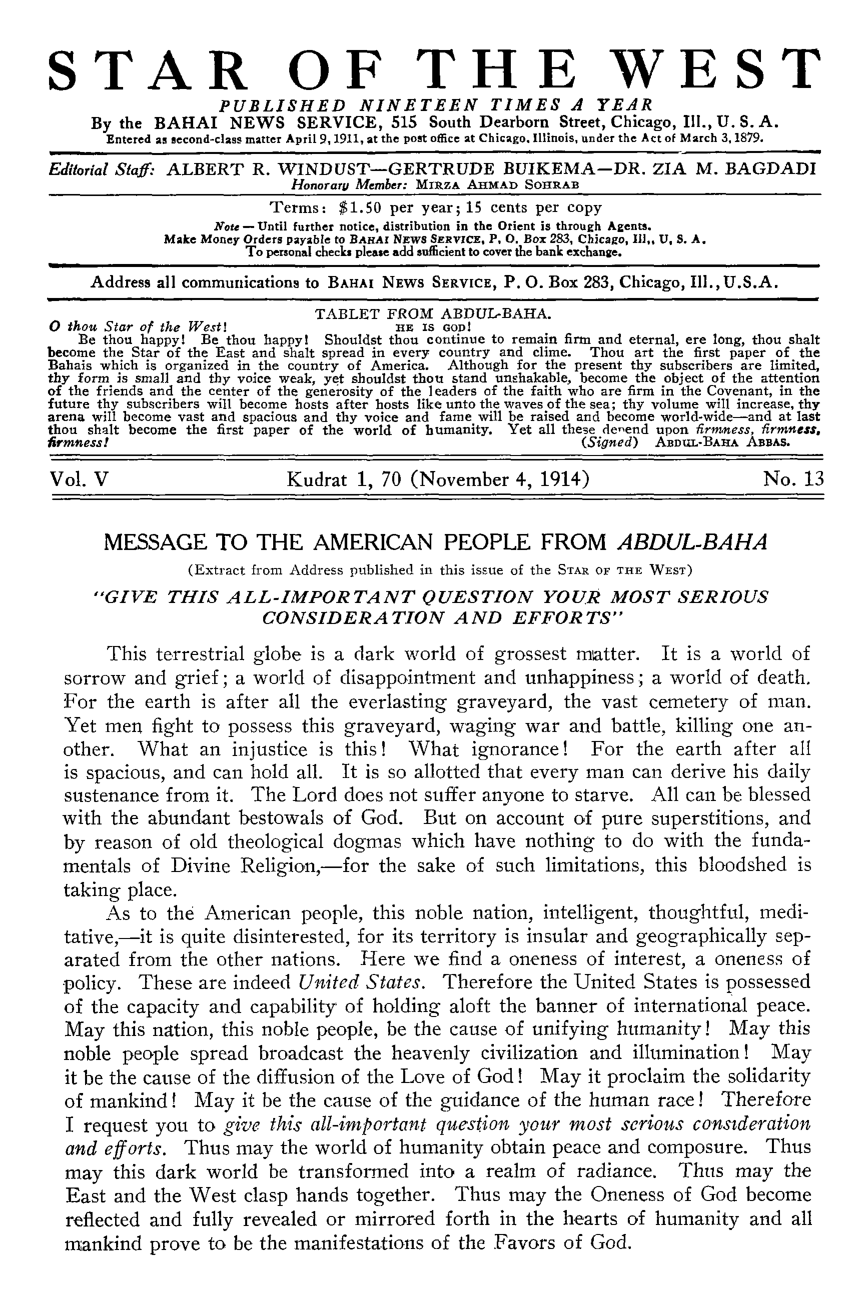 STAR OF THE WEST
PUBLISHED NINETEEN TIMES A YEAR
By the BAHAI NEWS SERVICE, 515 South Dearborn Street, Chicago, Ill., U. S. A.
Entered as second-class matter April 9, 1911, at the post office at Chicago, Illinois, under the Act of March 3, 1879.
Editorial Staff: ALBERT R. WINDUST—GERTRUDE BUIKEMA—DR. ZIA M. BAGDADI
Honorary Member: MIRZA AHMAD SOHRAB
Terms: $1.50 per year; 15 cents per copy
Note — Until further notice, distribution in the Orient is through Agents.
Make Money Orders payable to BAHAI NEWS SERVICE, P. O. Box 283, Chicago, Ill., U. S. A.
To personal checks please add sufficient to cover the bank exchange.
Address all communications to BAHAI NEWS SERVICE, P. O. Box 283, Chicago, Ill., U.S.A.
TABLET FROM ABDUL-BAHA.
O thou Star of the West! HE IS GOD!
Be thou happy! Be thou happy! Shouldst thou continue to remain firm and eternal, ere long, thou shalt
become the Star of the East and shalt spread in every country and clime. Thou art the first paper of the
Bahais which is organized in the country of America. Although for the present thy subscribers are limited,
thy form is small and thy voice weak, yet shouldst thou stand unshakable, become the object of the attention
of the friends and the center of the generosity of the leaders of the faith who are firm in the Covenant, in the
future thy subscribers will become hosts after hosts like unto the waves of the sea; thy volume will increase, thy
arena will become vast and spacious and thy voice and fame will be raised and become world-wide—and at last
thou shalt become the first paper of the world of humanity. Yet all these depend upon firmness, firmness,
firmness! (Signed) ABDUL-BAHA ABBAS.
Vol. V Kudrat 1, 70 (November 4, 1914) No. 13
MESSAGE TO THE AMERICAN PEOPLE FROM ABDUL-BAHA
(Extract from Address published in this issue of the STAR OF THE WEST)
"GIVE THIS ALL-IMPORTANT QUESTION YOUR MOST SERIOUS
CONSIDERATION AND EFFORTS"
This terrestrial globe is a dark world of grossest matter. It is a world of
sorrow and grief; a world of disappointment and unhappiness; a world of death.
For the earth is after all the everlasting graveyard, the vast cemetery of man.
Yet men fight to possess this graveyard, waging war and battle, killing one an-
other. What an injustice is this! What ignorance! For the earth after all
is spacious, and can hold all. It is so allotted that every man can derive his daily
sustenance from it. The Lord does not suffer anyone to starve. All can be blessed
with the abundant bestowals of God. But on account of pure superstitions, and
by reason of old theological dogmas which have nothing to do with the funda-
mentals of Divine Religion,—for the sake of such limitations, this bloodshed is
taking place.
As to the American people, this noble nation, intelligent, thoughtful, medi-
tative,—it is quite disinterested, for its territory is insular and geographically sep-
arated from the other nations. Here we find a oneness of interest, a oneness of
policy. These are indeed United States. Therefore the United States is possessed
of the capacity and capability of holding aloft the banner of international peace.
May this nation, this noble people, be the cause of unifying humanity! May this
noble people spread broadcast the heavenly civilization and illumination! May
it be the cause of the diffusion of the Love of God! May it proclaim the solidarity
of mankind! May it be the cause of the guidance of the human race! Therefore
I request you to give this all-important question your most serious consideration
and efforts. Thus may the world of humanity obtain peace and composure. Thus
may this dark world be transformed into a realm of radiance. Thus may the
East and the West clasp hands together. Thus may the Oneness of God become
reflected and fully revealed or mirrored forth in the hearts of humanity and all
mankind prove to be the manifestations of the Favors of God.